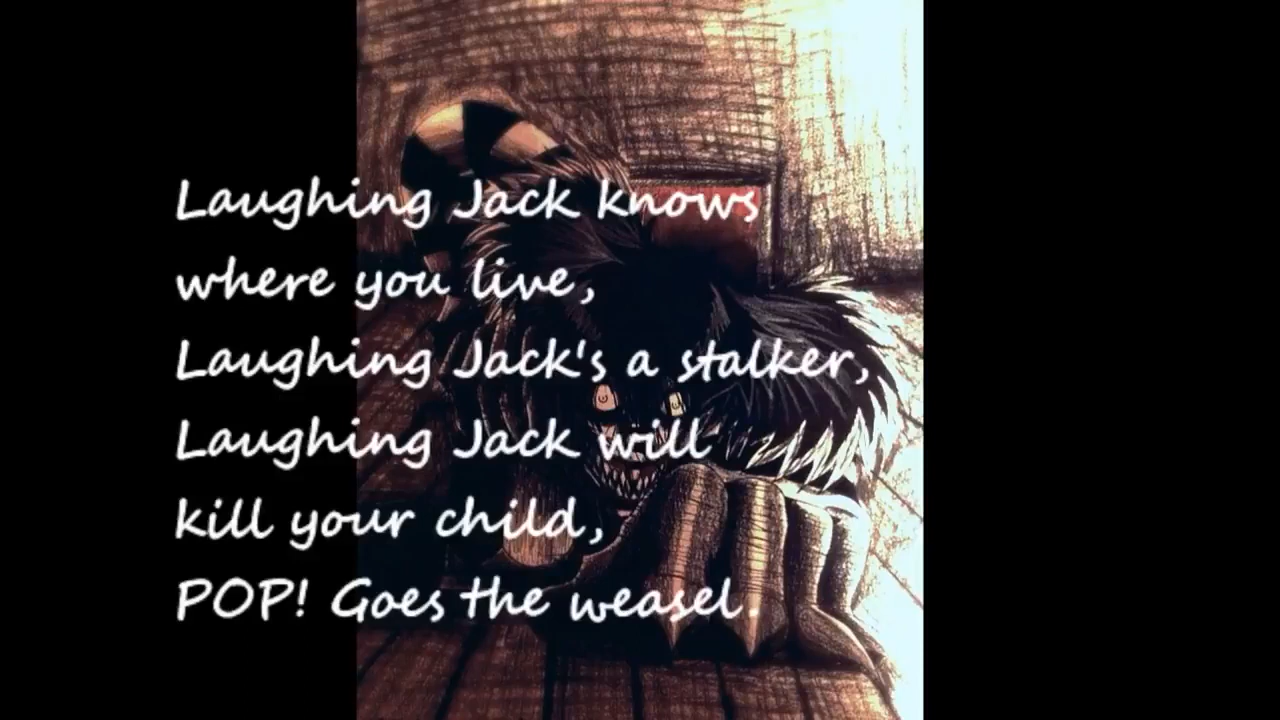 Laughing Jack knows
where you live,
Laughing Jack's a stalker,
Laughing Jack will
kill your child,
POP! Goes the weasel.